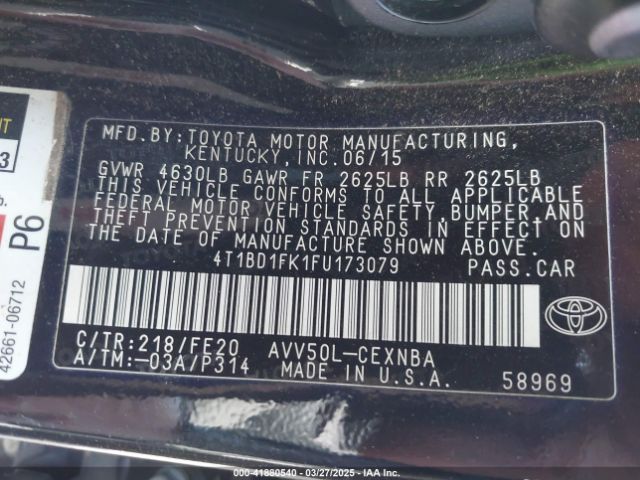 MFD.BY:TOYOTA MOTOR MANUFACTURING,
KENTUCKY,INC.06/15
GVWR 4630LB GAWR FR 2625LB RR 2625LB
THIS VEHICLE CONFORMS TO ALL APPLICABLE
FEDERAL MOTOR VEHICLE SAFETY,BUMPER,AND
THEFT PREVENTION STANDARDS IN EFFECT ON
THE DATE OF MANUFACTURE SHOWN ABOVE.
4T1BD1FK1FU173079 PASS.CAR
C/TR:218/FE20 AVV50L-CEXNBA
A/TM:-03A/P314 MADE IN U.S.A.
58969
TOYOTA
P6
42661-06712
3
000-41880540 - 03/27/2025 - IAA Inc.